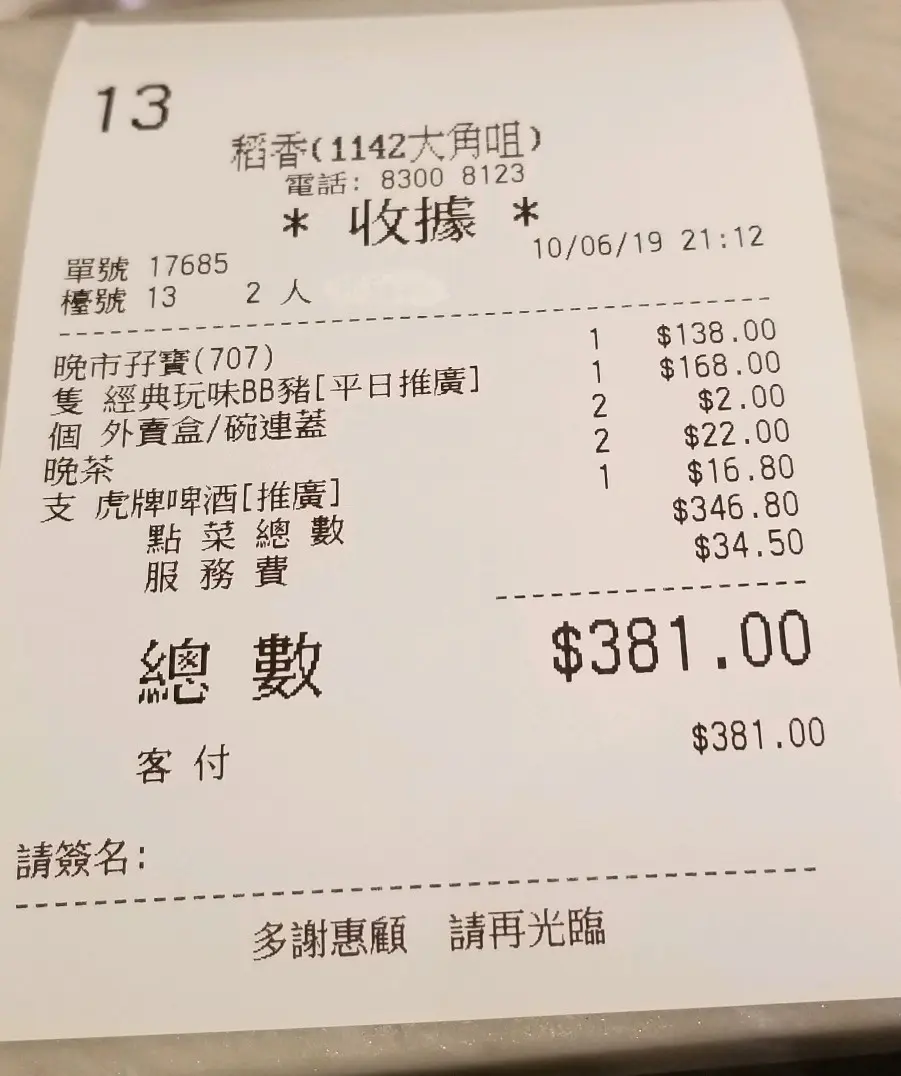 13
稻香(1142大角咀)
電話: 8300 8123
* 收據 *
單號 17685 10/06/19 21:12
檯號 13 2 人
晚市孖寶(707) 1 $138.00
隻 經典玩味BB豬[平日推廣] 1 $168.00
個 外賣盒/碗連蓋 2 $2.00
晚茶 2 $22.00
支 虎牌啤酒[推廣] 1 $16.80
點菜總數 $346.80
服務費 $34.50
總數 $381.00
客付 $381.00
請簽名:
多謝惠顧 請再光臨